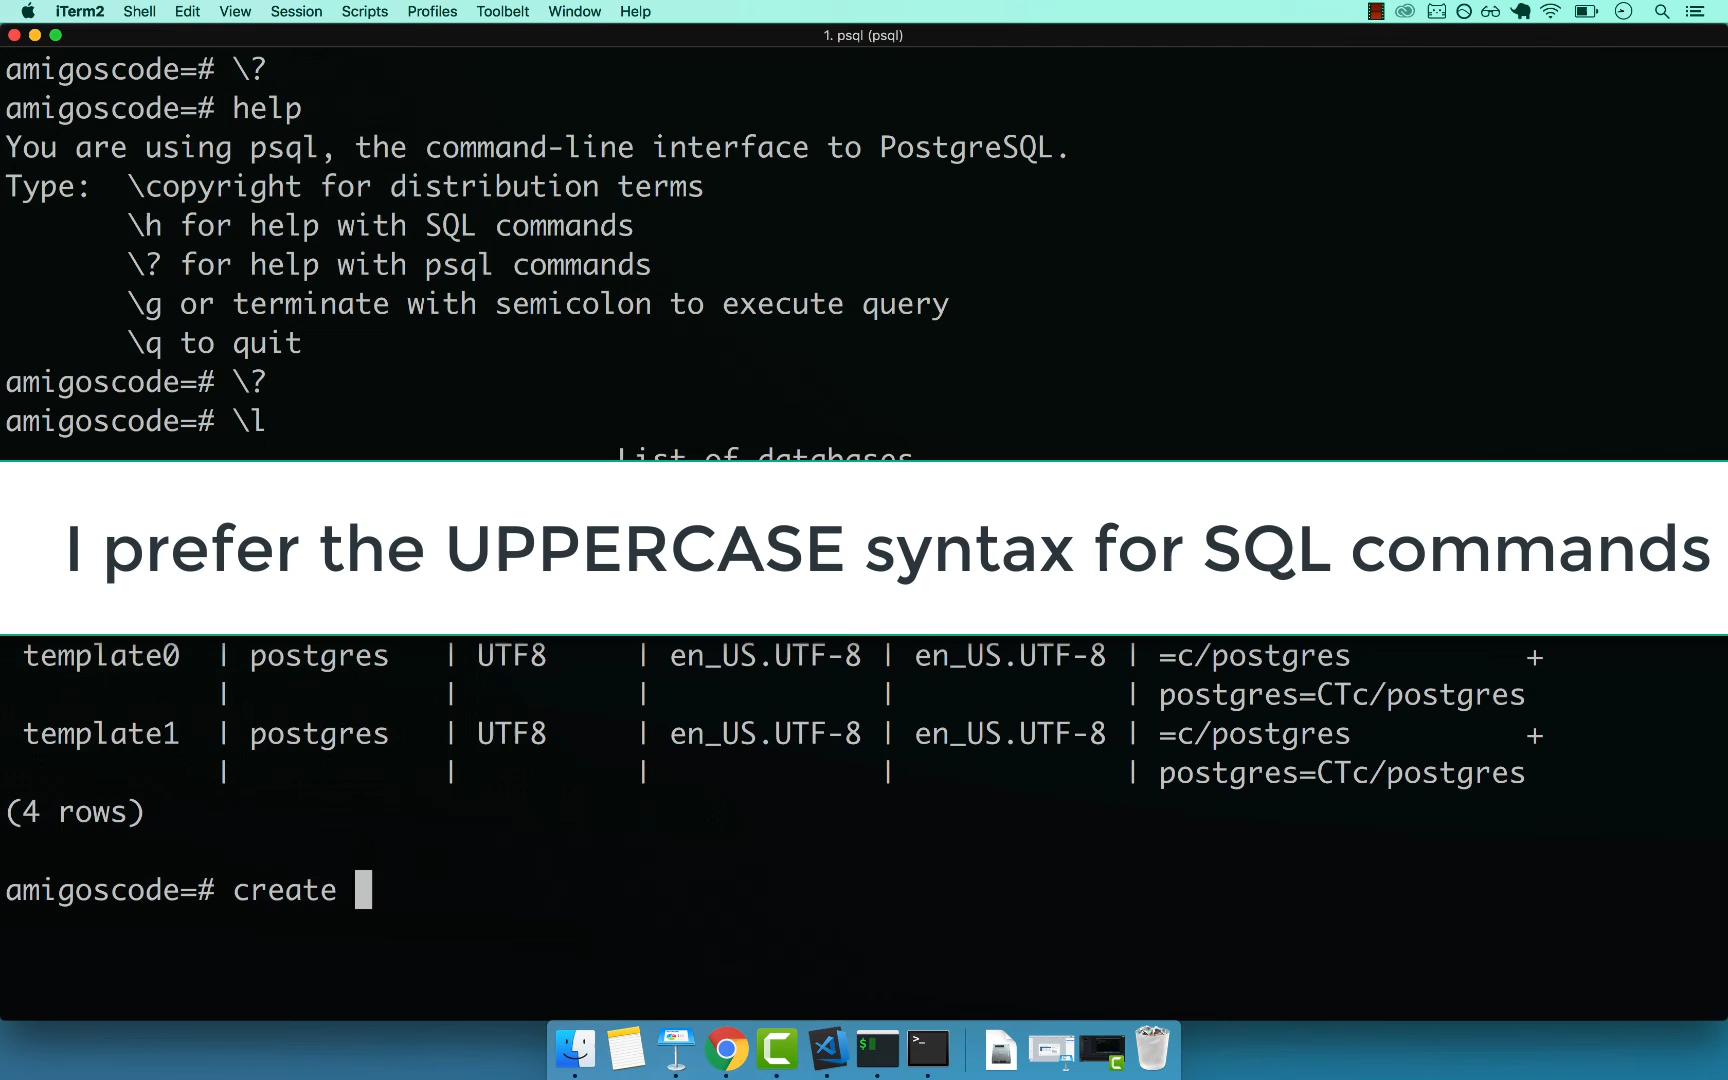 iTerm2 Shell Edit View Session Scripts Profiles Toolbelt Window Help
1. psql (psql)
amigoscode=# \?
amigoscode=# help
You are using psql, the command-line interface to PostgreSQL.
Type:  \copyright for distribution terms
       \h for help with SQL commands
       \? for help with psql commands
       \g or terminate with semicolon to execute query
       \q to quit
amigoscode=# \?
amigoscode=# \l
List of databases
I prefer the UPPERCASE syntax for SQL commands
 template0  | postgres   | UTF8     | en_US.UTF-8 | en_US.UTF-8 | =c/postgres          +
            |            |          |             |             | postgres=CTc/postgres
 template1  | postgres   | UTF8     | en_US.UTF-8 | en_US.UTF-8 | =c/postgres          +
            |            |          |             |             | postgres=CTc/postgres
(4 rows)
amigoscode=# create